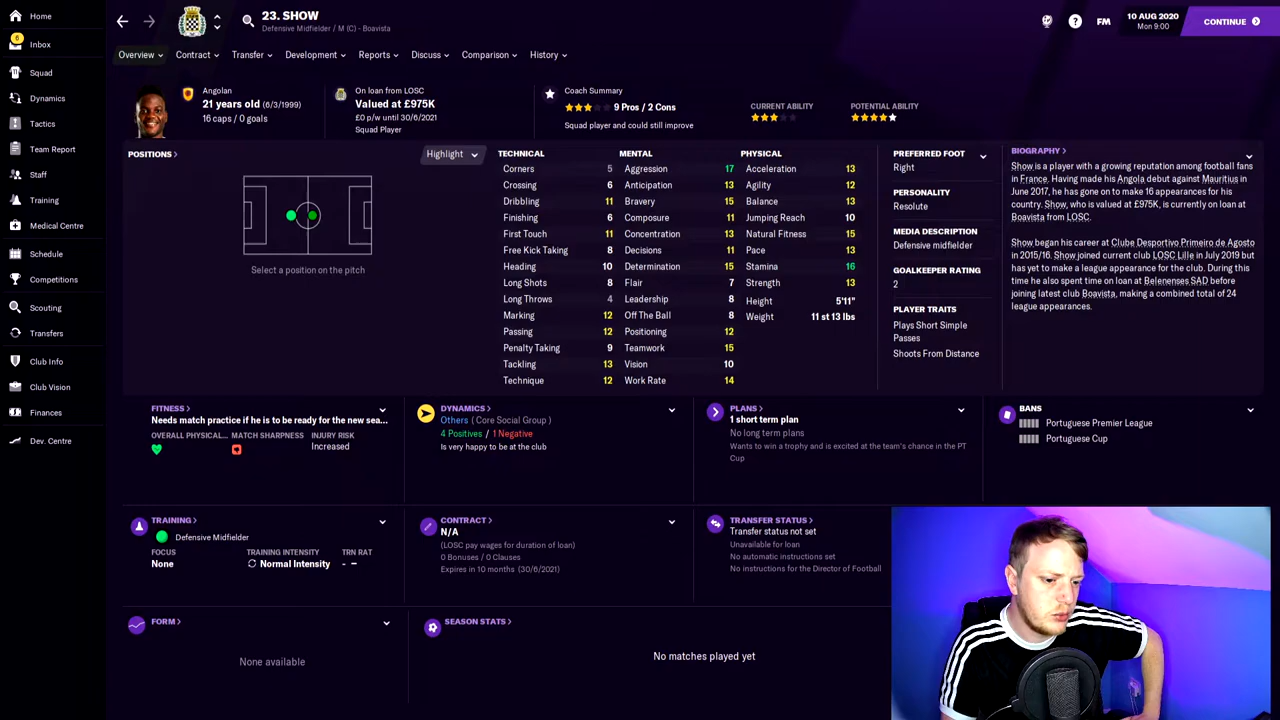 Home
Inbox
6
Squad
Dynamics
Tactics
Team Report
Staff
Training
Medical Centre
Schedule
Competitions
Scouting
Transfers
Club Info
Club Vision
Finances
Dev. Centre
23. SHOW
Defensive Midfielder / M (C) - Boavista
?
FM
10 AUG 2020
Mon 9:00
CONTINUE
Overview
Contract
Transfer
Development
Reports
Discuss
Comparison
History
Angolan
21 years old (6/3/1999)
16 caps / 0 goals
On loan from LOSC
Valued at £975K
£0 p/w until 30/6/2021
Squad Player
Coach Summary
9 Pros / 2 Cons
Squad player and could still improve
CURRENT ABILITY
POTENTIAL ABILITY
POSITIONS
Highlight
Select a position on the pitch
TECHNICAL
Corners 5
Crossing 6
Dribbling 11
Finishing 6
First Touch 11
Free Kick Taking 8
Heading 10
Long Shots 8
Long Throws 4
Marking 12
Passing 12
Penalty Taking 9
Tackling 13
Technique 12
MENTAL
Aggression 17
Anticipation 13
Bravery 15
Composure 11
Concentration 13
Decisions 11
Determination 15
Flair 7
Leadership 8
Off The Ball 8
Positioning 12
Teamwork 15
Vision 10
Work Rate 14
PHYSICAL
Acceleration 13
Agility 12
Balance 13
Jumping Reach 10
Natural Fitness 15
Pace 13
Stamina 16
Strength 13
Height 5'11"
Weight 11 st 13 lbs
PREFERRED FOOT
Right
PERSONALITY
Resolute
MEDIA DESCRIPTION
Defensive midfielder
GOALKEEPER RATING
2
PLAYER TRAITS
Plays Short Simple
Passes
Shoots From Distance
BIOGRAPHY
Show is a player with a growing reputation among football fans
in France. Having made his Angola debut against Mauritius in
June 2017, he has gone on to make 16 appearances for his
country. Show, who is valued at £975K, is currently on loan at
Boavista from LOSC.
Show began his career at Clube Desportivo Primeiro de Agosto
in 2015/16. Show joined current club LOSC Lille in July 2019 but
has yet to make a league appearance for the club. During this
time he also spent time on loan at Belenenses SAD before
joining latest club Boavista, making a combined total of 24
league appearances.
FITNESS
Needs match practice if he is to be ready for the new sea...
OVERALL PHYSICAL...
MATCH SHARPNESS
INJURY RISK
Increased
DYNAMICS
Others ( Core Social Group )
4 Positives / 1 Negative
Is very happy to be at the club
PLANS
1 short term plan
No long term plans
Wants to win a trophy and is excited at the team's chance in the PT
Cup
BANS
Portuguese Premier League
Portuguese Cup
TRAINING
Defensive Midfielder
FOCUS
None
TRAINING INTENSITY
Normal Intensity
TRN RAT
- -
CONTRACT
N/A
(LOSC pay wages for duration of loan)
0 Bonuses / 0 Clauses
Expires in 10 months (30/6/2021)
TRANSFER STATUS
Transfer status not set
Unavailable for loan
No automatic instructions set
No instructions for the Director of Football
FORM
None available
SEASON STATS
No matches played yet